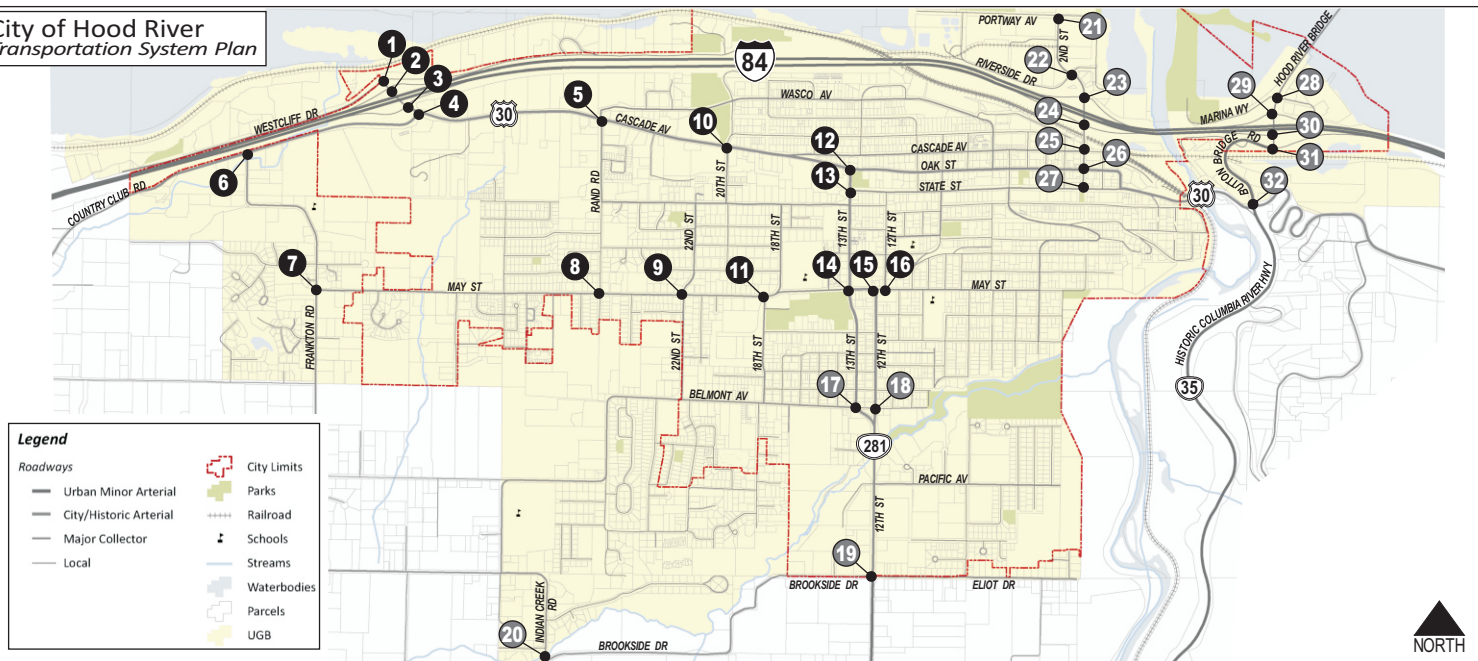 City of Hood River
Transportation System Plan
1
2
3
4
5
6
7
8
9
10
11
12
13
14
15
16
17
18
19
20
21
22
23
24
25
26
27
28
29
30
31
32
PORTWAY AV
2ND ST
RIVERSIDE DR
HOOD RIVER BRIDGE
MARINA WY
84
WESTCLIFF DR
30
WASCO AV
CASCADE AV
CASCADE AV
OAK ST
STATE ST
BUTTON BRIDGE RD
30
COUNTRY CLUB RD
RAND RD
20TH ST
22ND ST
18TH ST
13TH ST
12TH ST
MAY ST
MAY ST
FRANKTON RD
22ND ST
18TH ST
13TH ST
12TH ST
HISTORIC COLUMBIA RIVER HWY
35
BELMONT AV
281
PACIFIC AV
12TH ST
BROOKSIDE DR
ELIOT DR
INDIAN CREEK RD
BROOKSIDE DR
Legend
Roadways
Urban Minor Arterial
City/Historic Arterial
Major Collector
Local
City Limits
Parks
Railroad
Schools
Streams
Waterbodies
Parcels
UGB
NORTH